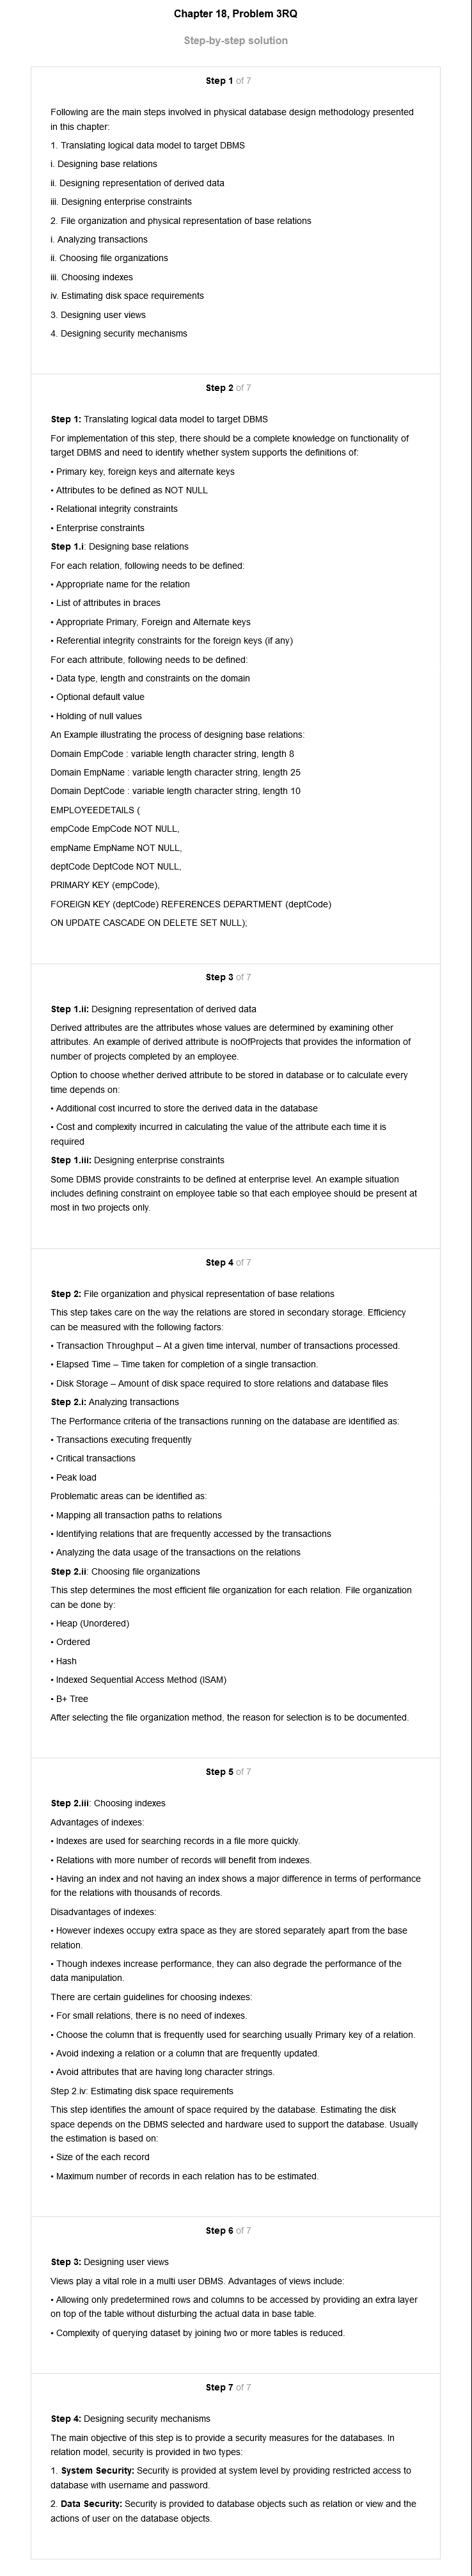 Chapter 18, Problem 3RQ
Step-by-step solution
Step 1 of 7
Following are the main steps involved in physical database design methodology presented
in this chapter:
1. Translating logical data model to target DBMS
i. Designing base relations
ii. Designing representation of derived data
iii. Designing enterprise constraints
2. File organization and physical representation of base relations
i. Analyzing transactions
ii. Choosing file organizations
iii. Choosing indexes
iv. Estimating disk space requirements
3. Designing user views
4. Designing security mechanisms
Step 2 of 7
Step 1: Translating logical data model to target DBMS
For implementation of this step, there should be a complete knowledge on functionality of
target DBMS and need to identify whether system supports the definitions of:
• Primary key, foreign keys and alternate keys
• Attributes to be defined as NOT NULL
• Relational integrity constraints
• Enterprise constraints
Step 1.i: Designing base relations
For each relation, following needs to be defined:
• Appropriate name for the relation
• List of attributes in braces
• Appropriate Primary, Foreign and Alternate keys
• Referential integrity constraints for the foreign keys (if any)
For each attribute, following needs to be defined:
• Data type, length and constraints on the domain
• Optional default value
• Holding of null values
An Example illustrating the process of designing base relations:
Domain EmpCode : variable length character string, length 8
Domain EmpName : variable length character string, length 25
Domain DeptCode : variable length character string, length 10
EMPLOYEEDETAILS (
empCode EmpCode NOT NULL,
empName EmpName NOT NULL,
deptCode DeptCode NOT NULL,
PRIMARY KEY (empCode),
FOREIGN KEY (deptCode) REFERENCES DEPARTMENT (deptCode)
ON UPDATE CASCADE ON DELETE SET NULL);
Step 3 of 7
Step 1.ii: Designing representation of derived data
Derived attributes are the attributes whose values are determined by examining other
attributes. An example of derived attribute is noOfProjects that provides the information of
number of projects completed by an employee.
Option to choose whether derived attribute to be stored in database or to calculate every
time depends on:
• Additional cost incurred to store the derived data in the database
• Cost and complexity incurred in calculating the value of the attribute each time it is
required
Step 1.iii: Designing enterprise constraints
Some DBMS provide constraints to be defined at enterprise level. An example situation
includes defining constraint on employee table so that each employee should be present at
most in two projects only.
Step 4 of 7
Step 2: File organization and physical representation of base relations
This step takes care on the way the relations are stored in secondary storage. Efficiency
can be measured with the following factors:
• Transaction Throughput – At a given time interval, number of transactions processed.
• Elapsed Time – Time taken for completion of a single transaction.
• Disk Storage – Amount of disk space required to store relations and database files
Step 2.i: Analyzing transactions
The Performance criteria of the transactions running on the database are identified as:
• Transactions executing frequently
• Critical transactions
• Peak load
Problematic areas can be identified as:
• Mapping all transaction paths to relations
• Identifying relations that are frequently accessed by the transactions
• Analyzing the data usage of the transactions on the relations
Step 2.ii: Choosing file organizations
This step determines the most efficient file organization for each relation. File organization
can be done by:
• Heap (Unordered)
• Ordered
• Hash
• Indexed Sequential Access Method (ISAM)
• B+ Tree
After selecting the file organization method, the reason for selection is to be documented.
Step 5 of 7
Step 2.iii: Choosing indexes
Advantages of indexes:
• Indexes are used for searching records in a file more quickly.
• Relations with more number of records will benefit from indexes.
• Having an index and not having an index shows a major difference in terms of performance
for the relations with thousands of records.
Disadvantages of indexes:
• However indexes occupy extra space as they are stored separately apart from the base
relation.
• Though indexes increase performance, they can also degrade the performance of the
data manipulation.
There are certain guidelines for choosing indexes:
• For small relations, there is no need of indexes.
• Choose the column that is frequently used for searching usually Primary key of a relation.
• Avoid indexing a relation or a column that are frequently updated.
• Avoid attributes that are having long character strings.
Step 2.iv: Estimating disk space requirements
This step identifies the amount of space required by the database. Estimating the disk
space depends on the DBMS selected and hardware used to support the database. Usually
the estimation is based on:
• Size of the each record
• Maximum number of records in each relation has to be estimated.
Step 6 of 7
Step 3: Designing user views
Views play a vital role in a multi user DBMS. Advantages of views include:
• Allowing only predetermined rows and columns to be accessed by providing an extra layer
on top of the table without disturbing the actual data in base table.
• Complexity of querying dataset by joining two or more tables is reduced.
Step 7 of 7
Step 4: Designing security mechanisms
The main objective of this step is to provide a security measures for the databases. In
relation model, security is provided in two types:
1. System Security: Security is provided at system level by providing restricted access to
database with username and password.
2. Data Security: Security is provided to database objects such as relation or view and the
actions of user on the database objects.